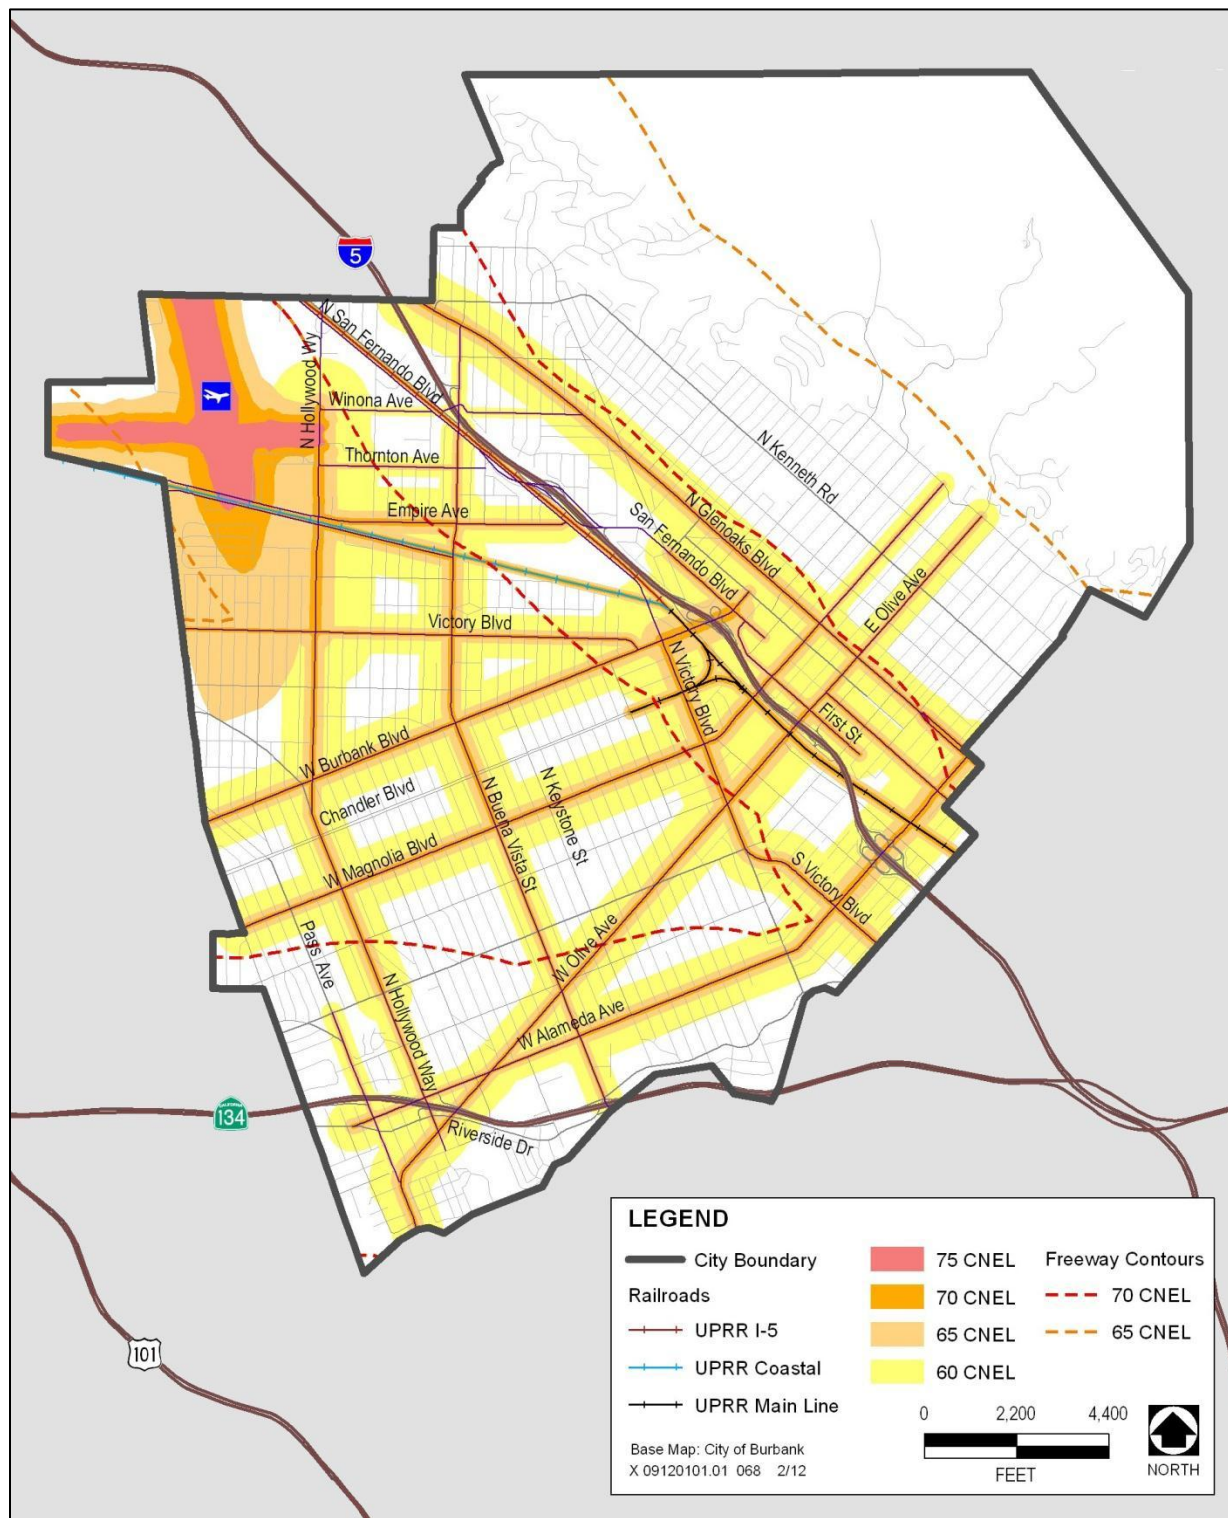 5
N San Fernando Blvd
N Hollywood Wy
Winona Ave
Thornton Ave
Empire Ave
N Kenneth Rd
N Glenoaks Blvd
San Fernando Blvd
E Olive Ave
Victory Blvd
N Victory Blvd
First St
W Burbank Blvd
Chandler Blvd
N Keystone St
N Buena Vista St
W Magnolia Blvd
S Victory Blvd
Pass Ave
W Olive Ave
N Hollywood Way
W Alameda Ave
CALIFORNIA
134
Riverside Dr
101
LEGEND
City Boundary
Railroads
UPRR I-5
UPRR Coastal
UPRR Main Line
Base Map: City of Burbank
X 09120101.01 068 2/12
75 CNEL
70 CNEL
65 CNEL
60 CNEL
Freeway Contours
70 CNEL
65 CNEL
0 2,200 4,400
FEET
NORTH